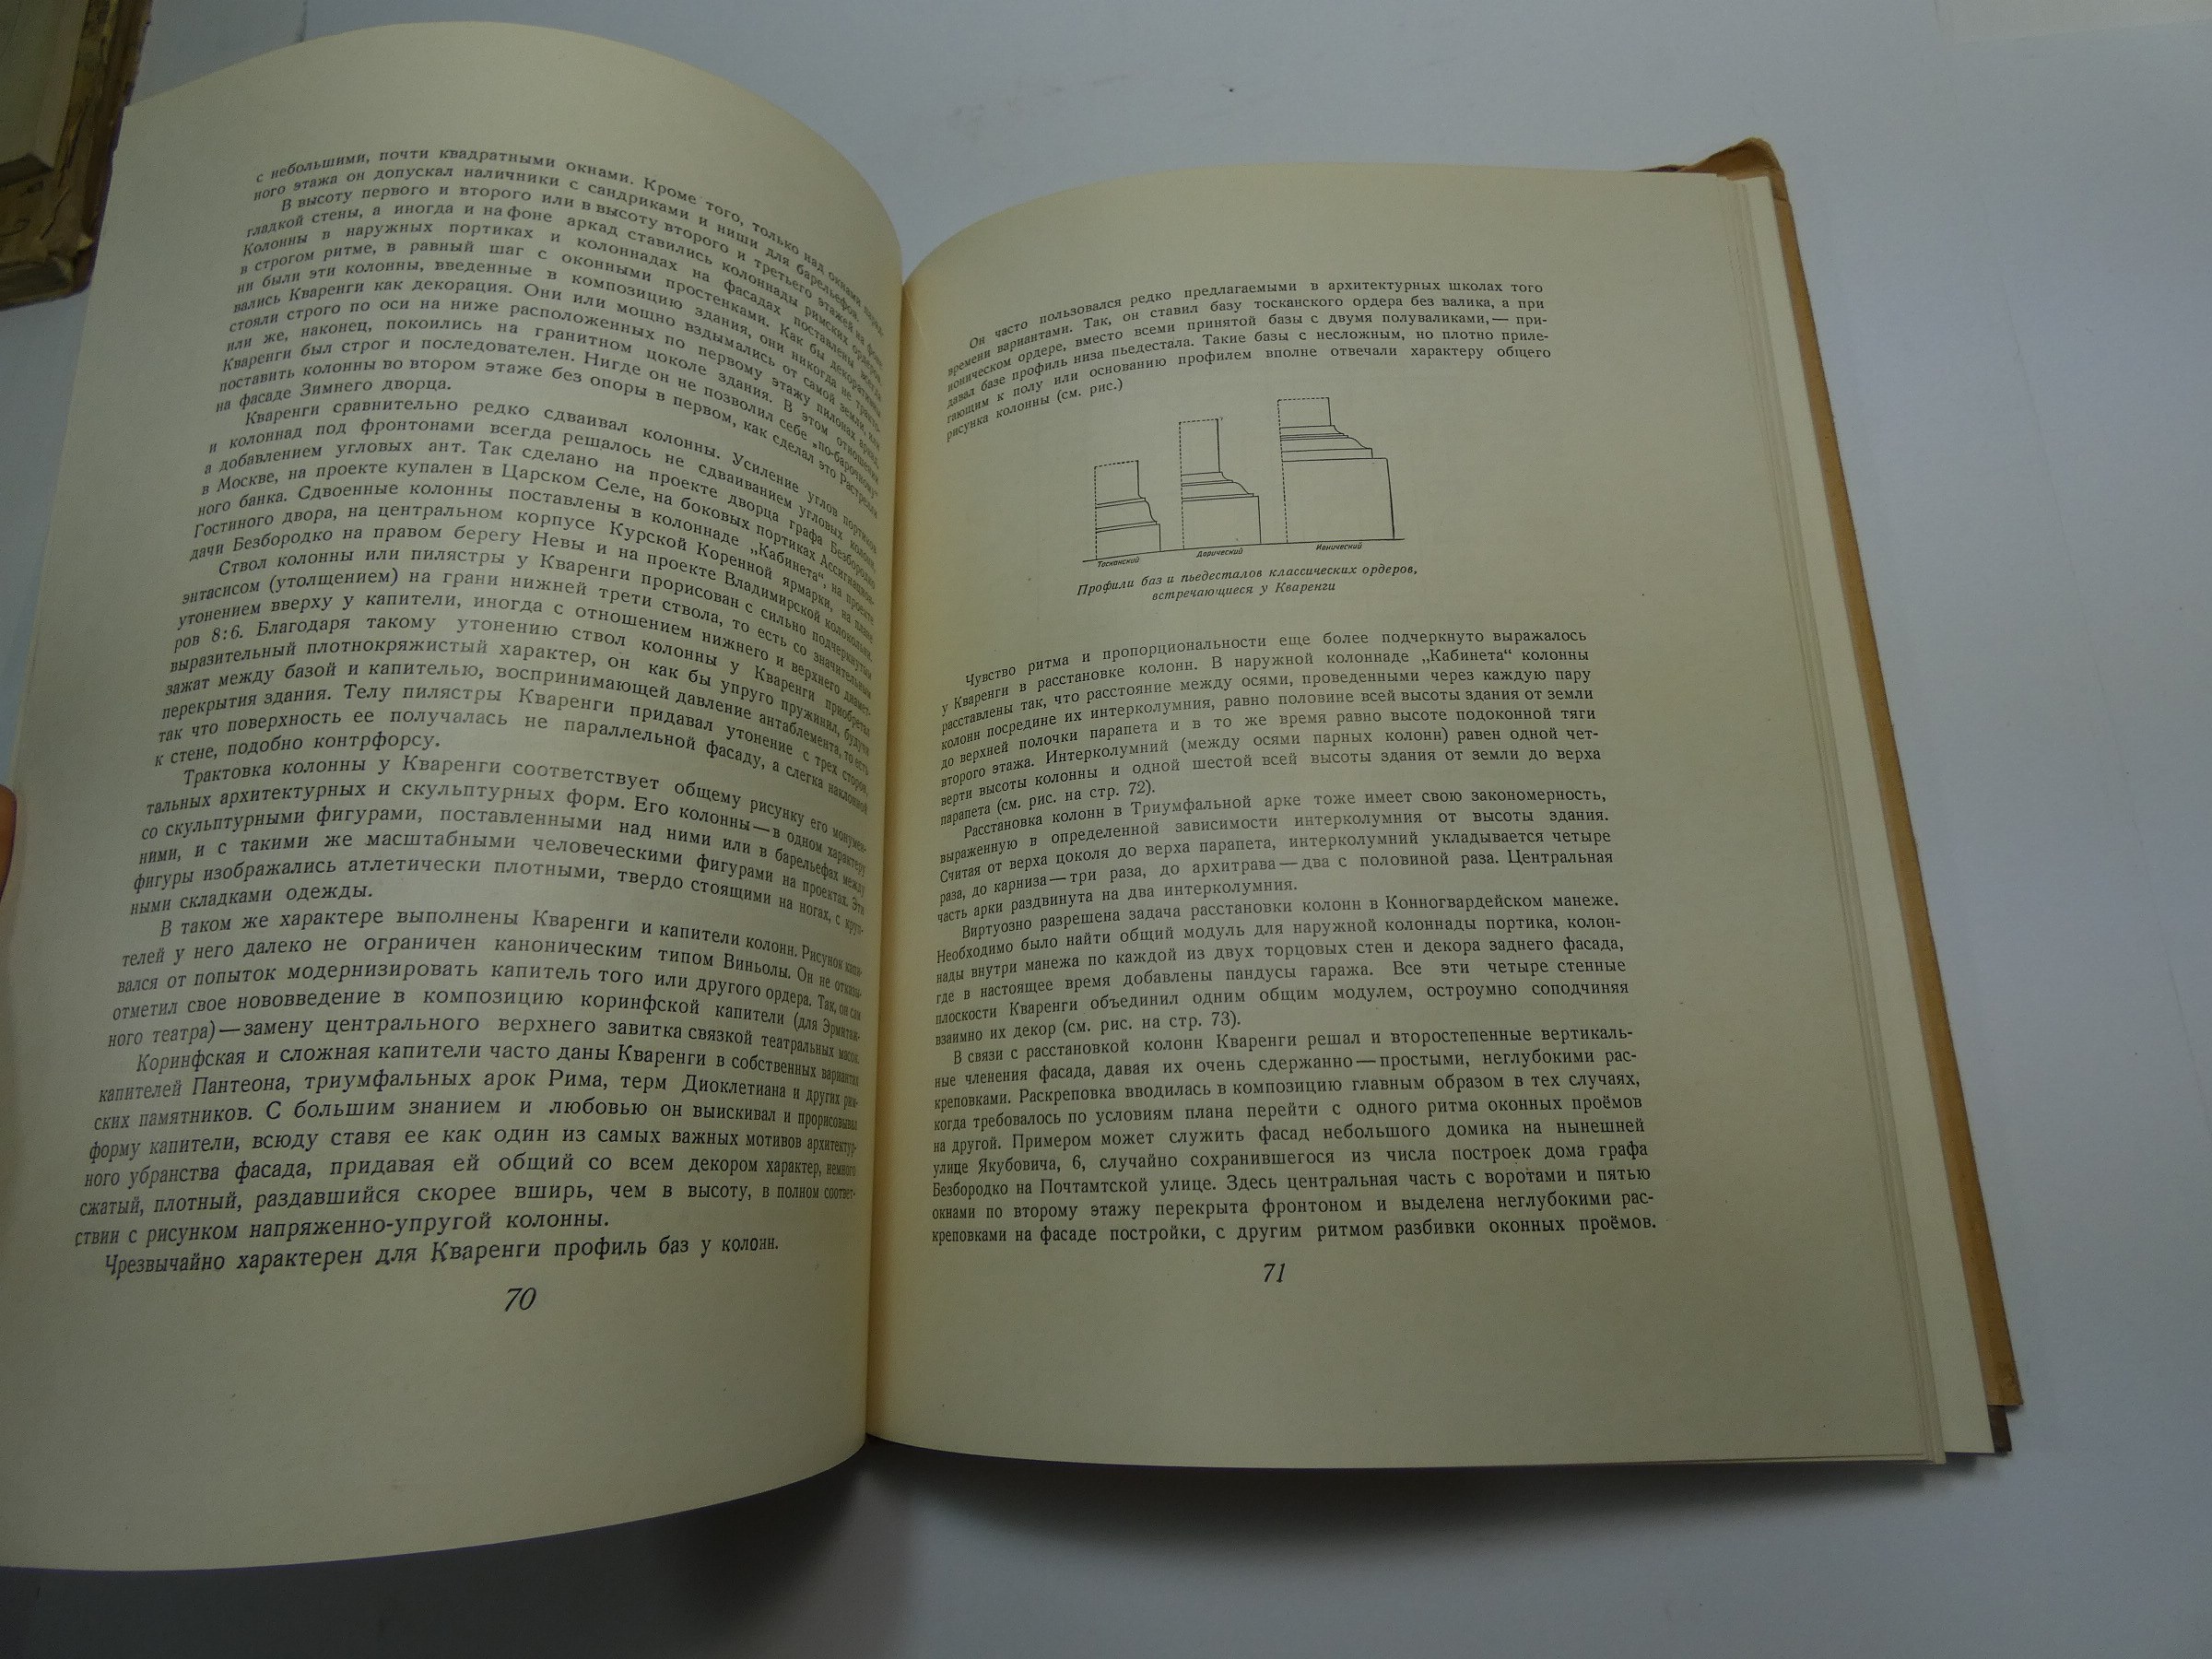 с небольшими, почти квадратными окнами. Кроме того, только над окнами
ного этажа он допускал наличники с сандриками и ниши для барельефов.
В высоту первого и второго или в высоту второго и третьего этажей на фоне
гладкой стены, а иногда и на фоне аркад ставились колоннады римских ордеров.
Колонны в наружных портиках и колоннадах на фасадах поставлены всегда
в строгом ритме, в равный шаг с оконными простенками. Как бы декоративны
ни были эти колонны, введенные в композицию здания, они никогда не тракто-
вались Кваренги как декорация. Они или мощно вздымались от самой земли, или
стояли строго по оси на ниже расположенных по первому этажу пилонах аркад,
или же, наконец, покоились на гранитном цоколе здания. В этом отношении
Кваренги был строг и последователен. Нигде он не позволил себе „по-барочному“
поставить колонны во втором этаже без опоры в первом, как сделал это Растрелли
на фасаде Зимнего дворца.
Кваренги сравнительно редко сдваивал колонны. Усиление углов портиков
и колоннад под фронтонами всегда решалось не сдваиванием угловых колонн,
а добавлением угловых ант. Так сделано на проекте дворца графа Безбородко
в Москве, на проекте купален в Царском Селе, на боковых портиках Ассигнацион-
ного банка. Сдвоенные колонны поставлены в колоннаде „Кабинета“, на проекте
Гостиного двора, на центральном корпусе Курской Коренной ярмарки, на плане
дачи Безбородко на правом берегу Невы и на проекте Владимирской колокольни.
Ствол колонны или пилястры у Кваренги прорисован с сильно подчеркнутым
энтасисом (утолщением) на грани нижней трети ствола, то есть со значительным
утонением вверху у капители, иногда с отношением нижнего и верхнего диамет-
ров 8:6. Благодаря такому утонению ствол колонны у Кваренги приобретал
выразительный плотнокряжистый характер, он как бы упруго пружинил, будучи
зажат между базой и капителью, воспринимающей давление антаблемента, то есть
перекрытия здания. Телу пилястры Кваренги придавал утонение с трех сторон,
так что поверхность ее получалась не параллельной фасаду, а слегка наклонной
к стене, подобно контрфорсу.
Трактовка колонны у Кваренги соответствует общему рисунку его монумен-
тальных архитектурных и скульптурных форм. Его колонны — в одном характере
со скульптурными фигурами, поставленными над ними или в барельефах между
ними, и с такими же масштабными человеческими фигурами на проектах. Эти
фигуры изображались атлетически плотными, твердо стоящими на ногах, с круп-
ными складками одежды.
В таком же характере выполнены Кваренги и капители колонн. Рисунок капи-
телей у него далеко не ограничен каноническим типом Виньолы. Он не отказы-
вался от попыток модернизировать капитель того или другого ордера. Так, он сам
отметил свое нововведение в композицию коринфской капители (для Эрмитаж-
ного театра) — замену центрального верхнего завитка связкой театральных масок.
Коринфская и сложная капители часто даны Кваренги в собственных вариантах
капителей Пантеона, триумфальных арок Рима, терм Диоклетиана и других рим-
ских памятников. С большим знанием и любовью он выискивал и прорисовывал
форму капители, всюду ставя ее как один из самых важных мотивов архитектур-
ного убранства фасада, придавая ей общий со всем декором характер, немного
сжатый, плотный, раздавшийся скорее вширь, чем в высоту, в полном соответ-
ствии с рисунком напряженно-упругой колонны.
Чрезвычайно характерен для Кваренги профиль баз у колонн.
70
Он часто пользовался редко предлагаемыми в архитектурных школах того
времени вариантами. Так, он ставил базу тосканского ордера без валика, а при
ионическом ордере, вместо всеми принятой базы с двумя полуваликами, — при-
давал базе профиль низа пьедестала. Такие базы с несложным, но плотно приле-
гающим к полу или основанию профилем вполне отвечали характеру общего
рисунка колонны (см. рис.)
Тосканский Дорический Ионический
Профили баз и пьедесталов классических ордеров,
встречающиеся у Кваренги
Чувство ритма и пропорциональности еще более подчеркнуто выражалось
у Кваренги в расстановке колонн. В наружной колоннаде „Кабинета“ колонны
расставлены так, что расстояние между осями, проведенными через каждую пару
колонн посредине их интерколумния, равно половине всей высоты здания от земли
до верхней полочки парапета и в то же время равно высоте подоконной тяги
второго этажа. Интерколумний (между осями парных колонн) равен одной чет-
верти высоты колонны и одной шестой всей высоты здания от земли до верха
парапета (см. рис. на стр. 72).
Расстановка колонн в Триумфальной арке тоже имеет свою закономерность,
выраженную в определенной зависимости интерколумния от высоты здания.
Считая от верха цоколя до верха парапета, интерколумний укладывается четыре
раза, до карниза — три раза, до архитрава — два с половиной раза. Центральная
часть арки раздвинута на два интерколумния.
Виртуозно разрешена задача расстановки колонн в Конногвардейском манеже.
Необходимо было найти общий модуль для наружной колоннады портика, колон-
нады внутри манежа по каждой из двух торцовых стен и декора заднего фасада,
где в настоящее время добавлены пандусы гаража. Все эти четыре стенные
плоскости Кваренги объединил одним общим модулем, остроумно соподчиняя
взаимно их декор (см. рис. на стр. 73).
В связи с расстановкой колонн Кваренги решал и второстепенные вертикаль-
ные членения фасада, давая их очень сдержанно — простыми, неглубокими рас-
креповками. Раскреповка вводилась в композицию главным образом в тех случаях,
когда требовалось по условиям плана перейти с одного ритма оконных проёмов
на другой. Примером может служить фасад небольшого домика на нынешней
улице Якубовича, 6, случайно сохранившегося из числа построек дома графа
Безбородко на Почтамтской улице. Здесь центральная часть с воротами и пятью
окнами по второму этажу перекрыта фронтоном и выделена неглубокими рас-
креповками на фасаде постройки, с другим ритмом разбивки оконных проёмов.
71